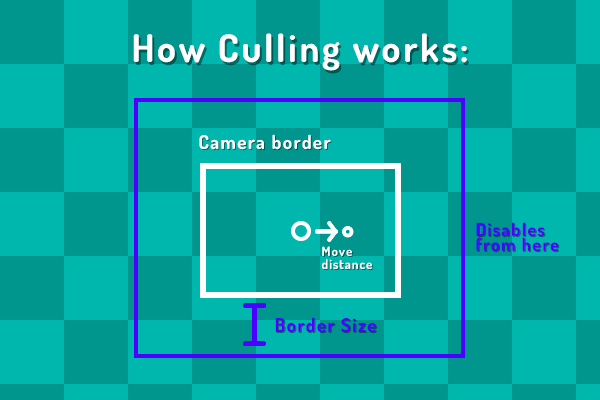 How Culling works:
Camera border
Move
distance
Disables
from here
Border Size